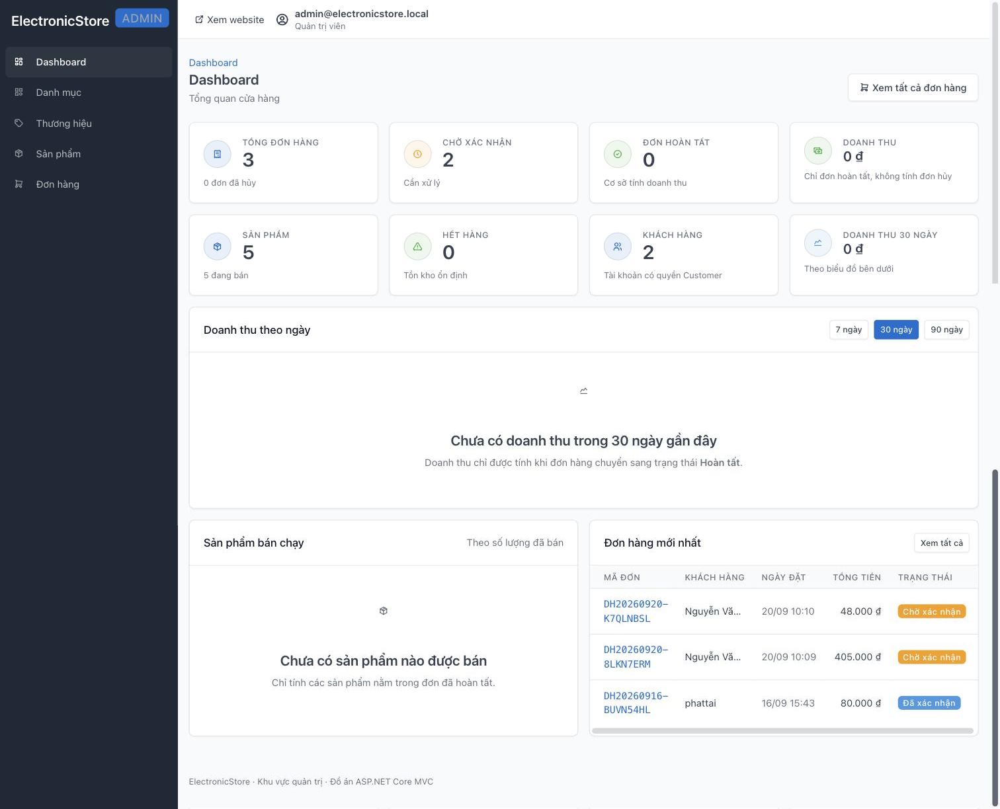 ElectronicStore ADMIN
Dashboard
Danh mục
Thương hiệu
Sản phẩm
Đơn hàng
Xem website
admin@electronicstore.local
Quản trị viên
Dashboard
Dashboard
Tổng quan cửa hàng
Xem tất cả đơn hàng
TỔNG ĐƠN HÀNG
3
0 đơn đã hủy
CHỜ XÁC NHẬN
2
Cần xử lý
ĐƠN HOÀN TẤT
0
Cơ sở tính doanh thu
DOANH THU
0 ₫
Chỉ đơn hoàn tất, không tính đơn hủy
SẢN PHẨM
5
5 đang bán
HẾT HÀNG
0
Tồn kho ổn định
KHÁCH HÀNG
2
Tài khoản có quyền Customer
DOANH THU 30 NGÀY
0 ₫
Theo biểu đồ bên dưới
Doanh thu theo ngày
7 ngày
30 ngày
90 ngày
Chưa có doanh thu trong 30 ngày gần đây
Doanh thu chỉ được tính khi đơn hàng chuyển sang trạng thái Hoàn tất.
Sản phẩm bán chạy
Theo số lượng đã bán
Chưa có sản phẩm nào được bán
Chỉ tính các sản phẩm nằm trong đơn đã hoàn tất.
Đơn hàng mới nhất
Xem tất cả
MÃ ĐƠN KHÁCH HÀNG NGÀY ĐẶT TỔNG TIỀN TRẠNG THÁI
DH20260920-
K7QLNBSL
Nguyễn Vă... 20/09 10:10 48.000 ₫ Chờ xác nhận
DH20260920-
8LKN7ERM
Nguyễn Vă... 20/09 10:09 405.000 ₫ Chờ xác nhận
DH20260916-
BUVN54HL
phattai 16/09 15:43 80.000 ₫ Đã xác nhận
ElectronicStore · Khu vực quản trị · Đồ án ASP.NET Core MVC